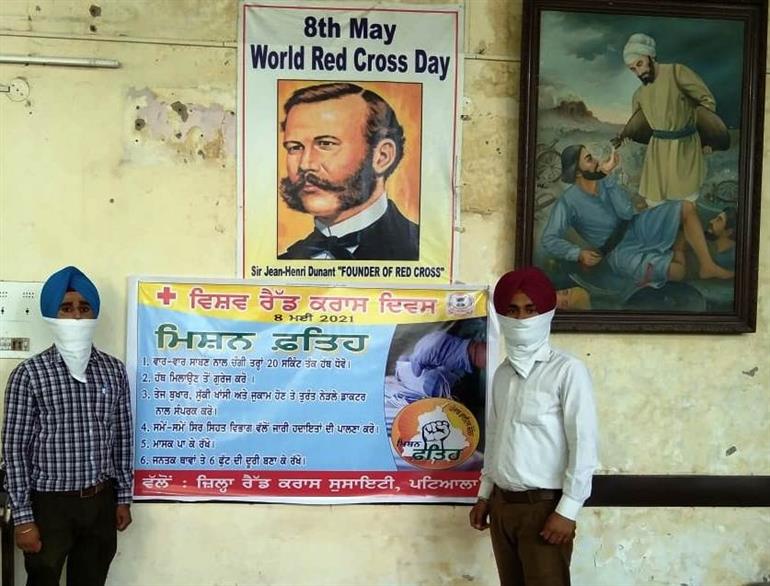 8th May
World Red Cross Day
Sir Jean-Henri Dunant "FOUNDER OF RED CROSS"
ਵਿਸ਼ਵ ਰੈੱਡ ਕਰਾਸ ਦਿਵਸ
8 ਮਈ 2021
ਮਿਸ਼ਨ ਫ਼ਤਿਹ
1. ਵਾਰ-ਵਾਰ ਸਾਬਣ ਨਾਲ ਚੰਗੀ ਤਰ੍ਹਾਂ 20 ਸਕਿੰਟ ਤੱਕ ਹੱਥ ਧੋਵੋ।
2. ਹੱਥ ਮਿਲਾਉਣ ਤੋਂ ਗੁਰੇਜ ਕਰੋ ।
3. ਤੇਜ ਬੁਖਾਰ, ਸੁੱਕੀ ਖਾਂਸੀ ਅਤੇ ਜੁਕਾਮ ਹੋਣ ਤੇ ਤੁਰੰਤ ਨੇੜਲੇ ਡਾਕਟਰ
ਨਾਲ ਸੰਪਰਕ ਕਰੋ।
4. ਸਮੇਂ-ਸਮੇਂ ਸਿਰ ਸਿਹਤ ਵਿਭਾਗ ਵੱਲੋਂ ਜਾਰੀ ਹਦਾਇਤਾਂ ਦੀ ਪਾਲਣਾ ਕਰੋ।
5. ਮਾਸਕ ਪਾ ਕੇ ਰੱਖੋ।
6. ਜਨਤਕ ਥਾਵਾਂ ਤੇ 6 ਫੁੱਟ ਦੀ ਦੂਰੀ ਬਣਾ ਕੇ ਰੱਖੋ।
ਮਿਸ਼ਨ
ਫ਼ਤਿਹ
ਵੱਲੋਂ : ਜ਼ਿਲ੍ਹਾ ਰੈੱਡ ਕਰਾਸ ਸੁਸਾਇਟੀ, ਪਟਿਆਲਾ